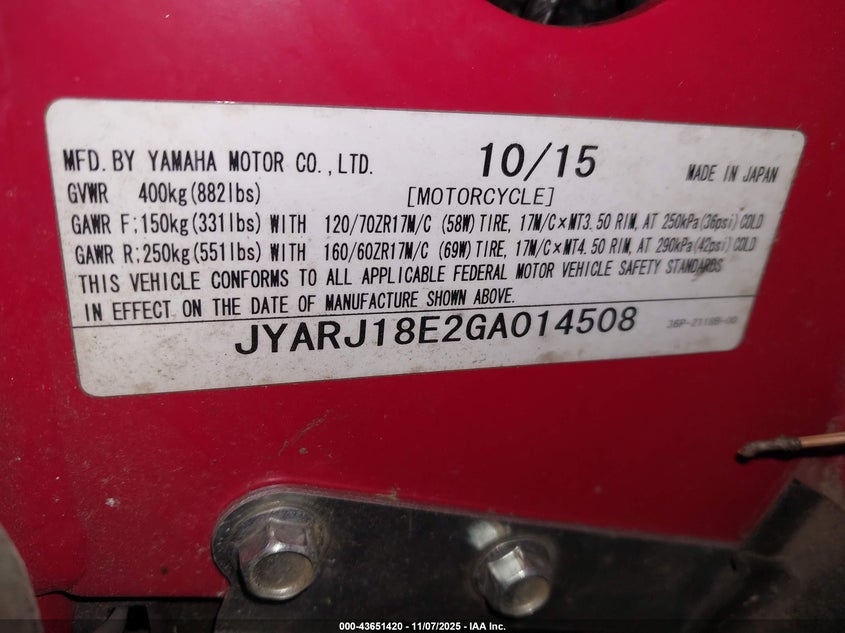 MFD. BY YAMAHA MOTOR CO., LTD. 10/15 MADE IN JAPAN
GVWR 400kg (882lbs) [MOTORCYCLE]
GAWR F:150kg (331lbs) WITH 120/70ZR17M/C (58W) TIRE, 17M/C×MT3.50 RIM, AT 250kPa (36psi) COLD
GAWR R:250kg (551lbs) WITH 160/60ZR17M/C (69W) TIRE, 17M/C×MT4.50 RIM, AT 290kPa (42psi) COLD
THIS VEHICLE CONFORMS TO ALL APPLICABLE FEDERAL MOTOR VEHICLE SAFETY STANDARDS
IN EFFECT ON THE DATE OF MANUFACTURE SHOWN ABOVE.
JYARJ18E2GA014508 36P-2118B-00
000-43651420 | 11/07/2025 - IAA Inc.